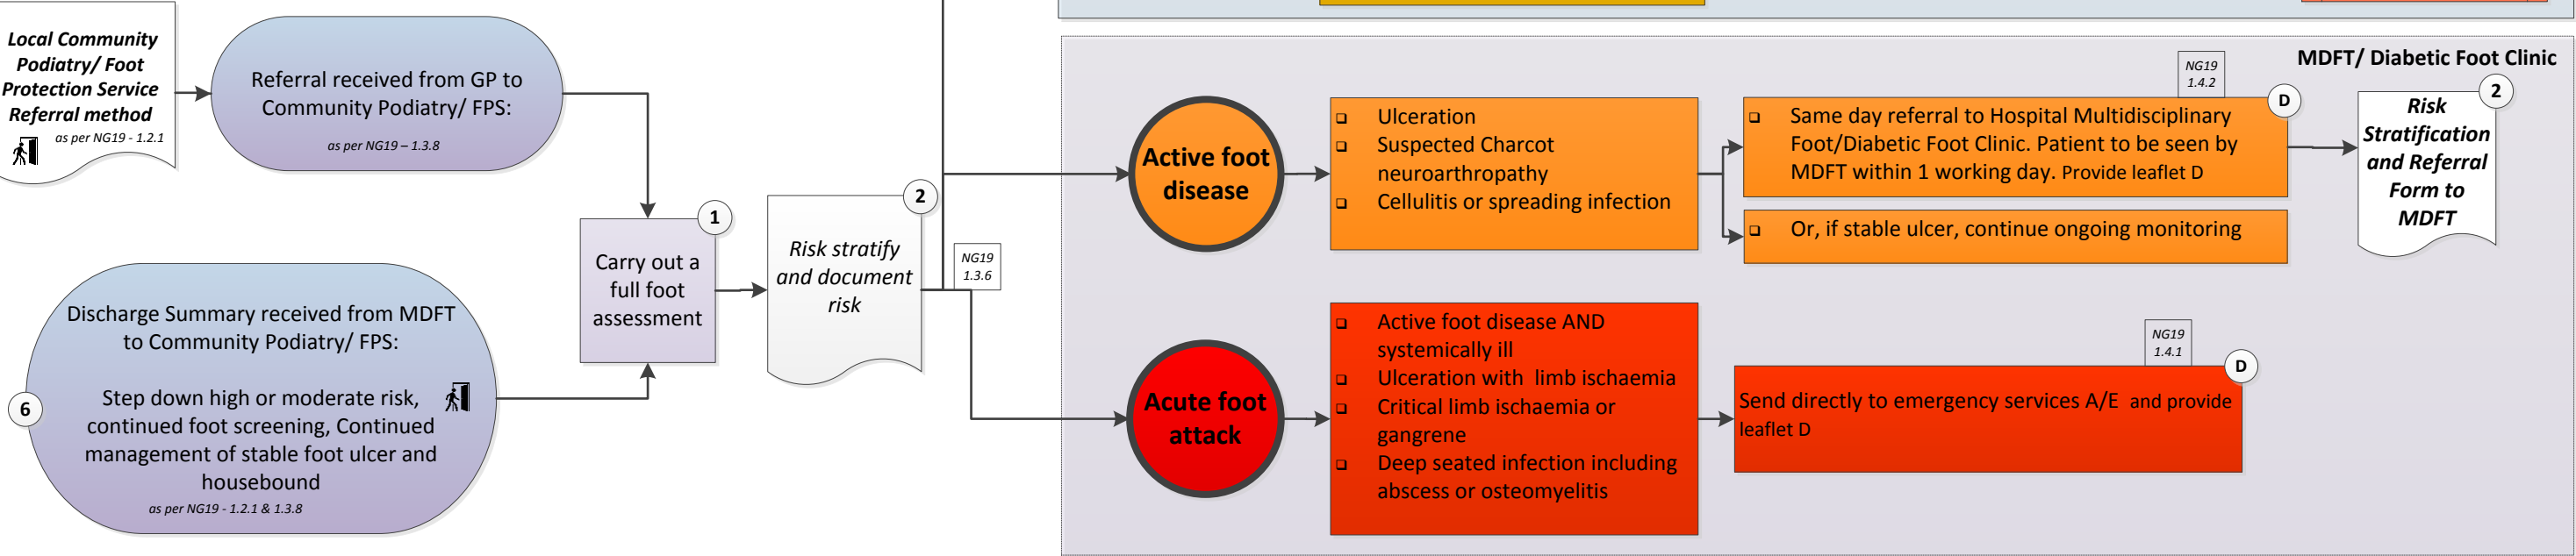 Local Community
Podiatry/ Foot
Protection Service
Referral method
as per NG19 - 1.2.1
Referral received from GP to
Community Podiatry/ FPS:
as per NG19 – 1.3.8
Discharge Summary received from MDFT
to Community Podiatry/ FPS:
Step down high or moderate risk,
continued foot screening, Continued
management of stable foot ulcer and
housebound
as per NG19 - 1.2.1 & 1.3.8
6
1
Carry out a
full foot
assessment
2
Risk stratify
and document
risk
NG19
1.3.6
MDFT/ Diabetic Foot Clinic
Active foot
disease
Ulceration
Suspected Charcot
neuroarthropathy
Cellulitis or spreading infection
NG19
1.4.2
D
Same day referral to Hospital Multidisciplinary
Foot/Diabetic Foot Clinic. Patient to be seen by
MDFT within 1 working day. Provide leaflet D
Or, if stable ulcer, continue ongoing monitoring
2
Risk
Stratification
and Referral
Form to
MDFT
Acute foot
attack
Active foot disease AND
systemically ill
Ulceration with limb ischaemia
Critical limb ischaemia or
gangrene
Deep seated infection including
abscess or osteomyelitis
NG19
1.4.1
D
Send directly to emergency services A/E and provide
leaflet D